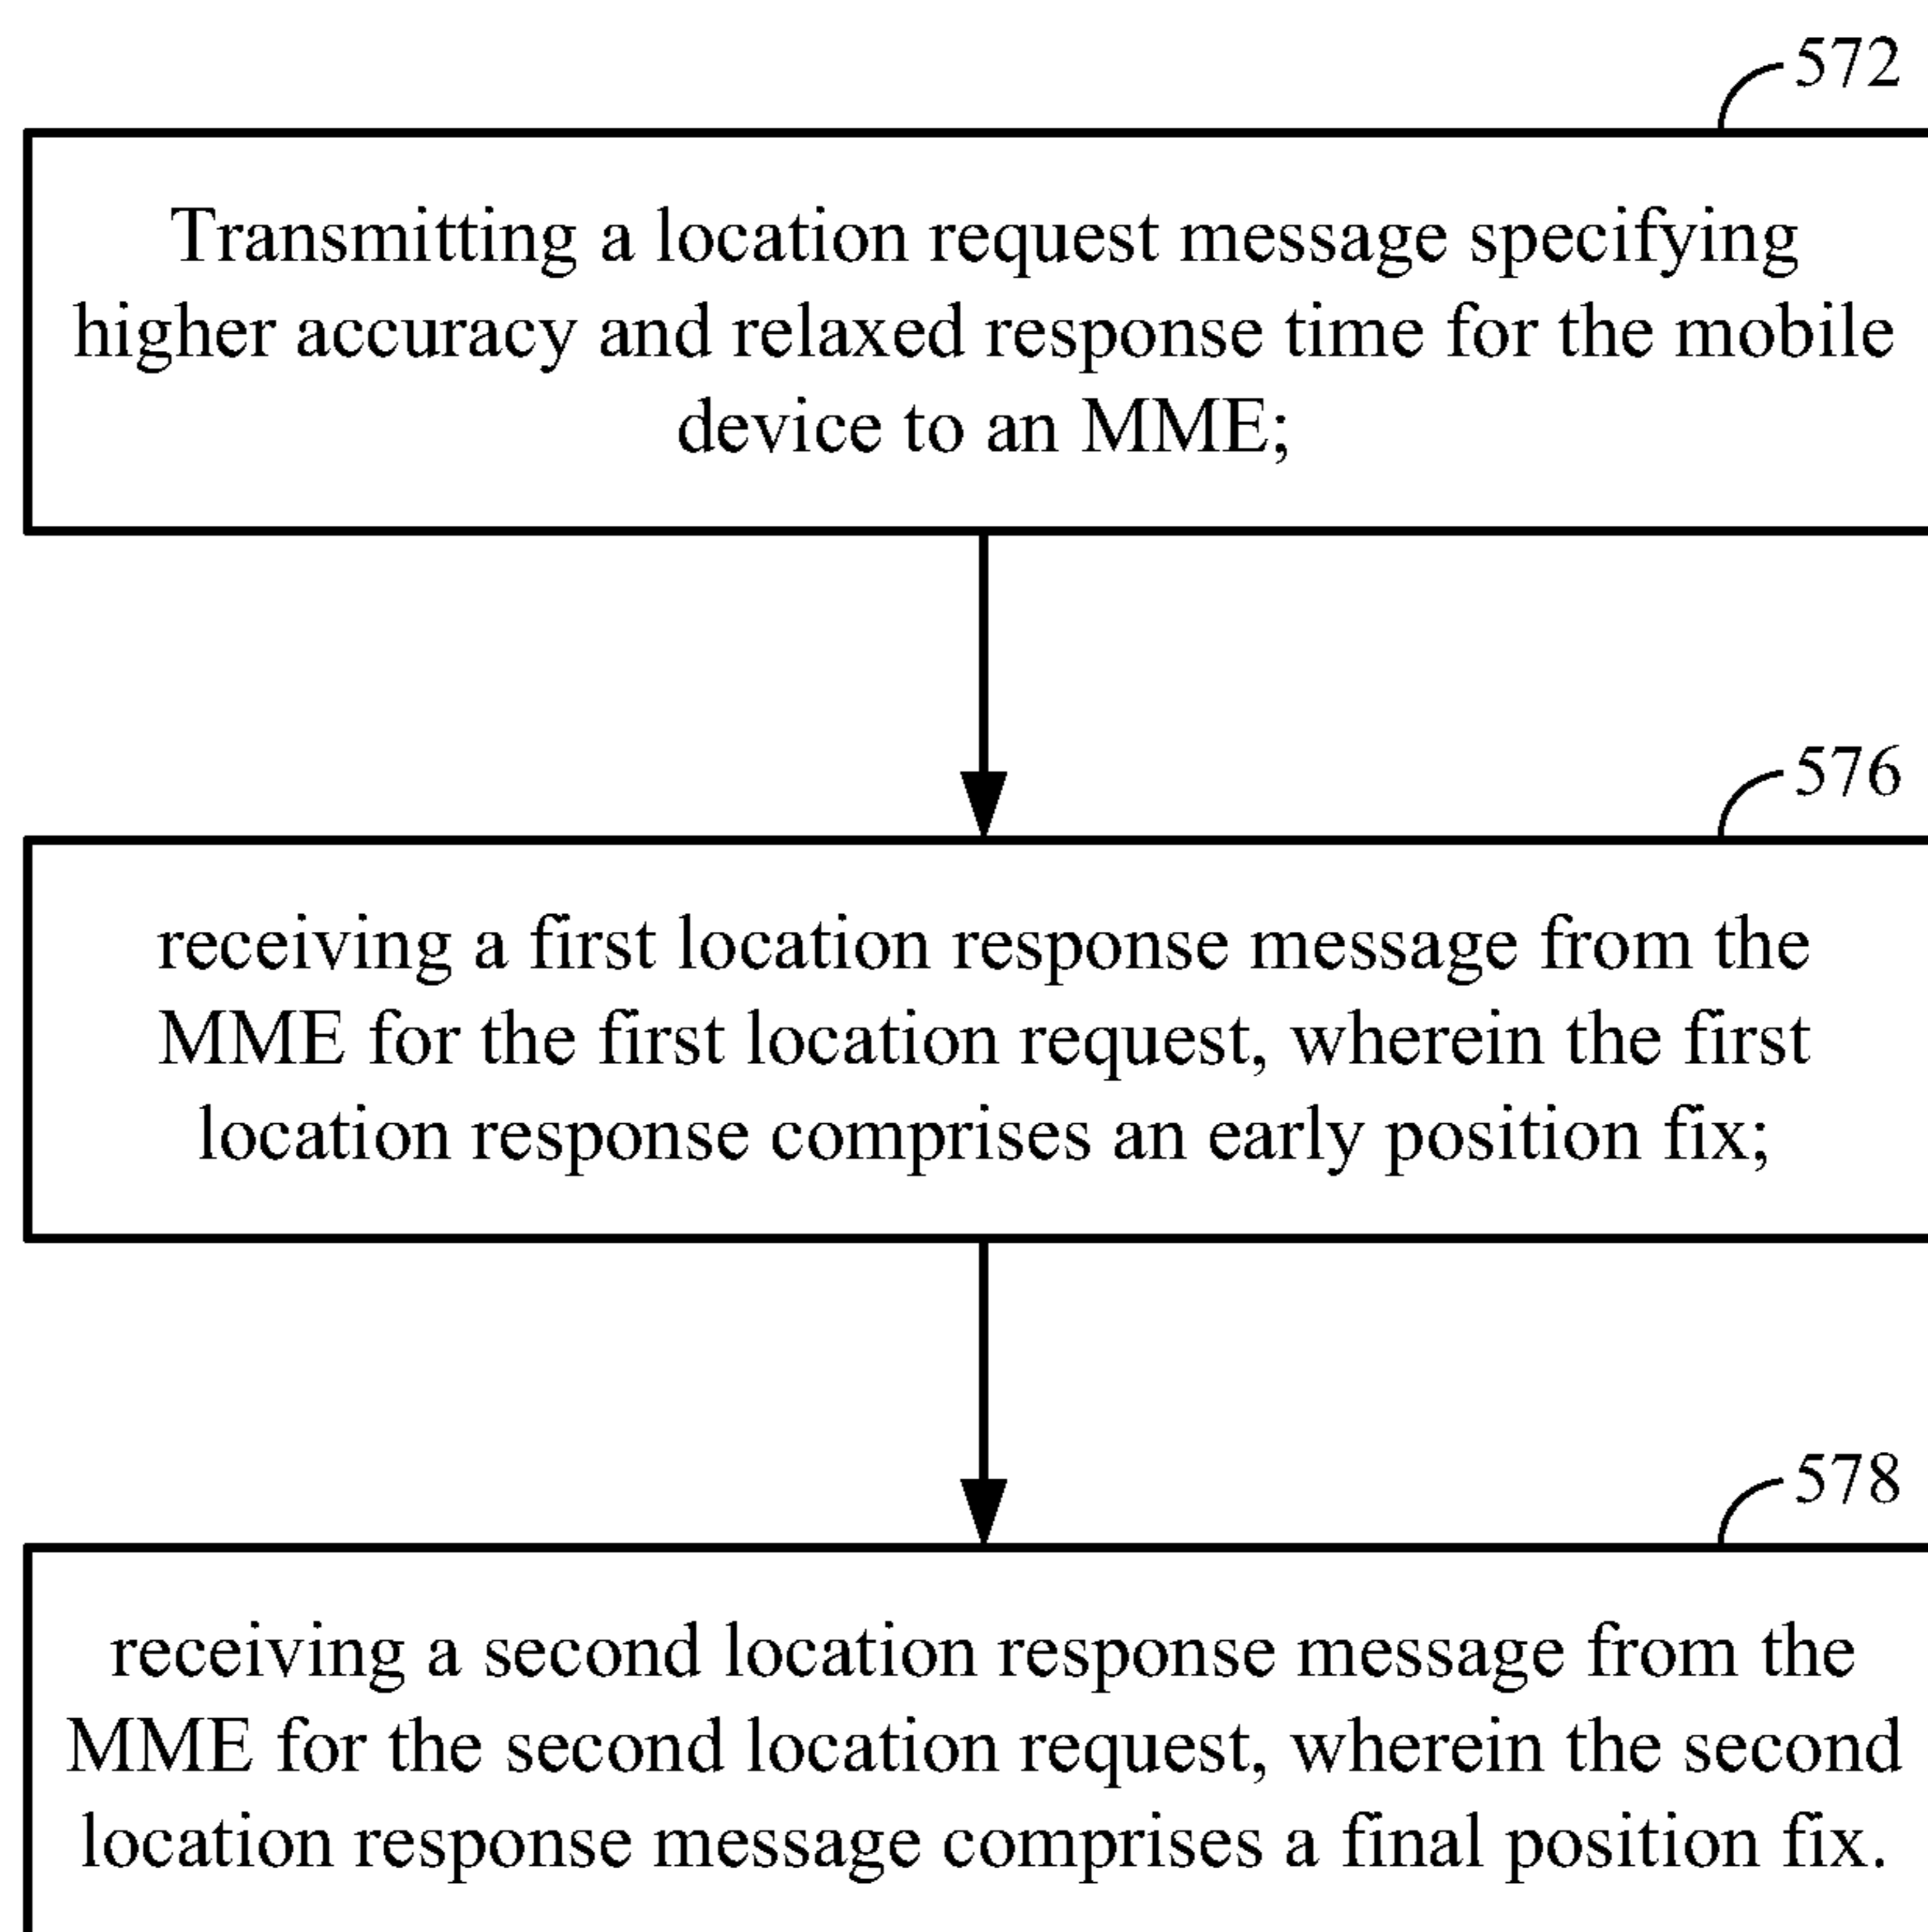 572
Transmitting a location request message specifying
higher accuracy and relaxed response time for the mobile
device to an MME;
576
receiving a first location response message from the
MME for the first location request, wherein the first
location response comprises an early position fix;
578
receiving a second location response message from the
MME for the second location request, wherein the second
location response message comprises a final position fix.